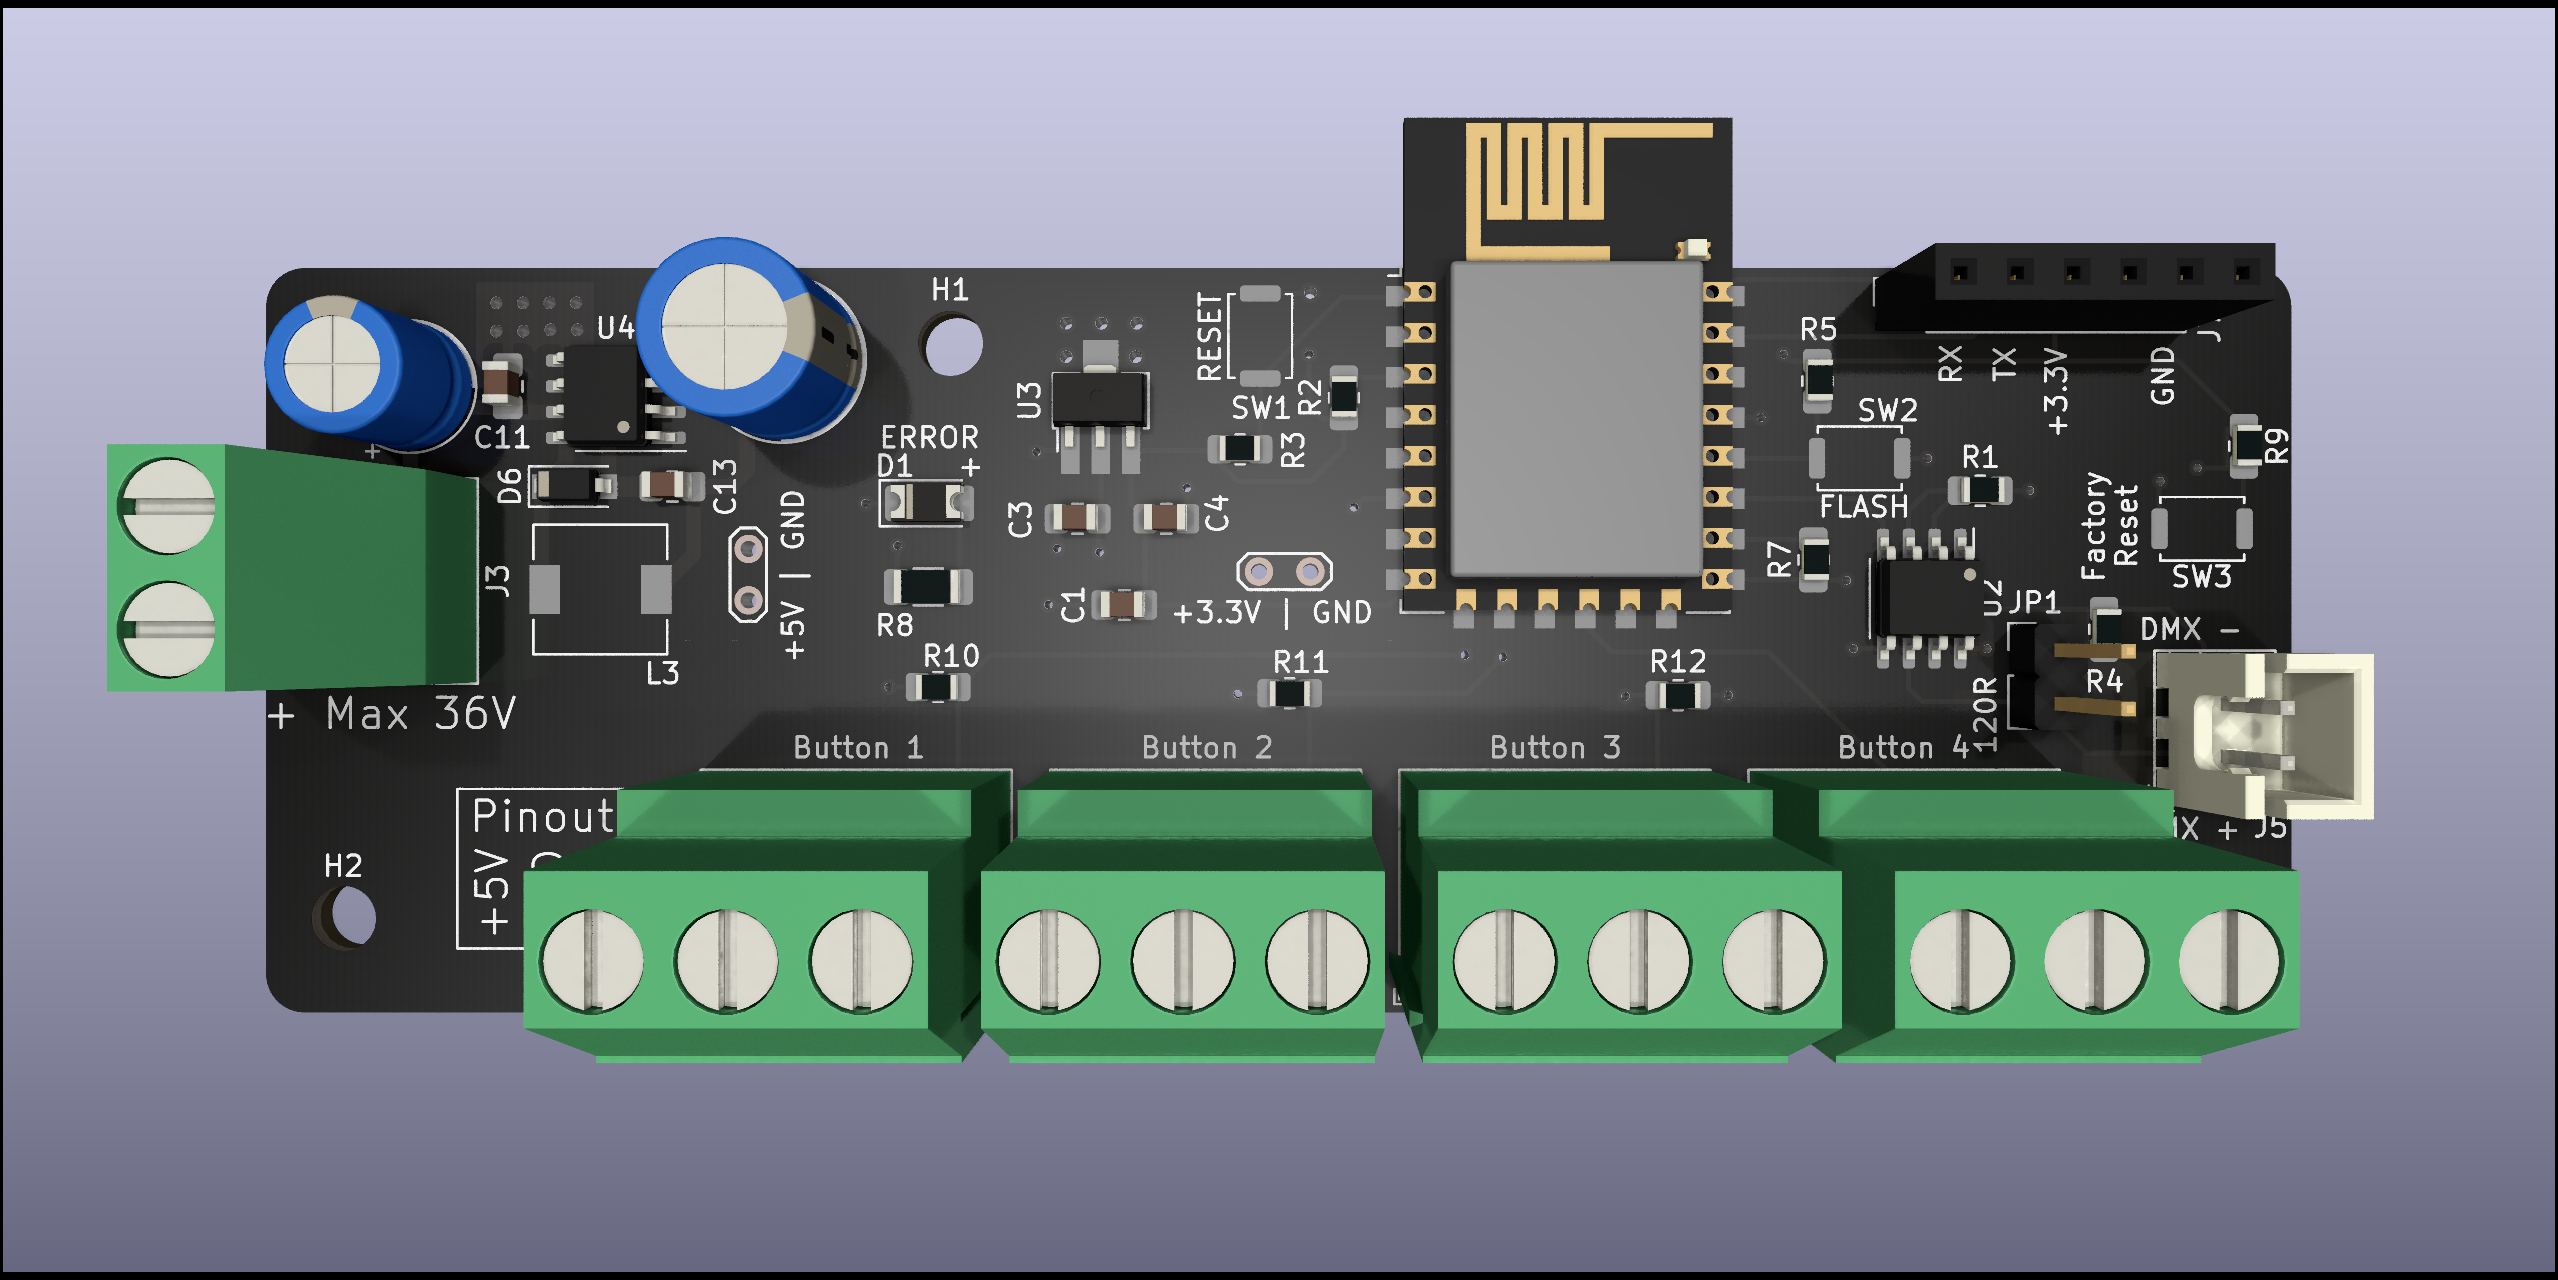 H1
U4
RESET
R5
J
RX
TX
+3.3V
GND
U3
R2
SW1
SW2
C11
+
ERROR
D1
+
R3
R1
R9
D6
C13
FLASH
Factory
Reset
C3
C4
+5V | GND
J3
R7
SW3
U2
JP1
C1
+3.3V | GND
R8
DMX -
L3
R10
R11
R12
R4
120R
+ Max 36V
Button 1
Button 2
Button 3
Button 4
Pinout
+ J5
H2
+5V